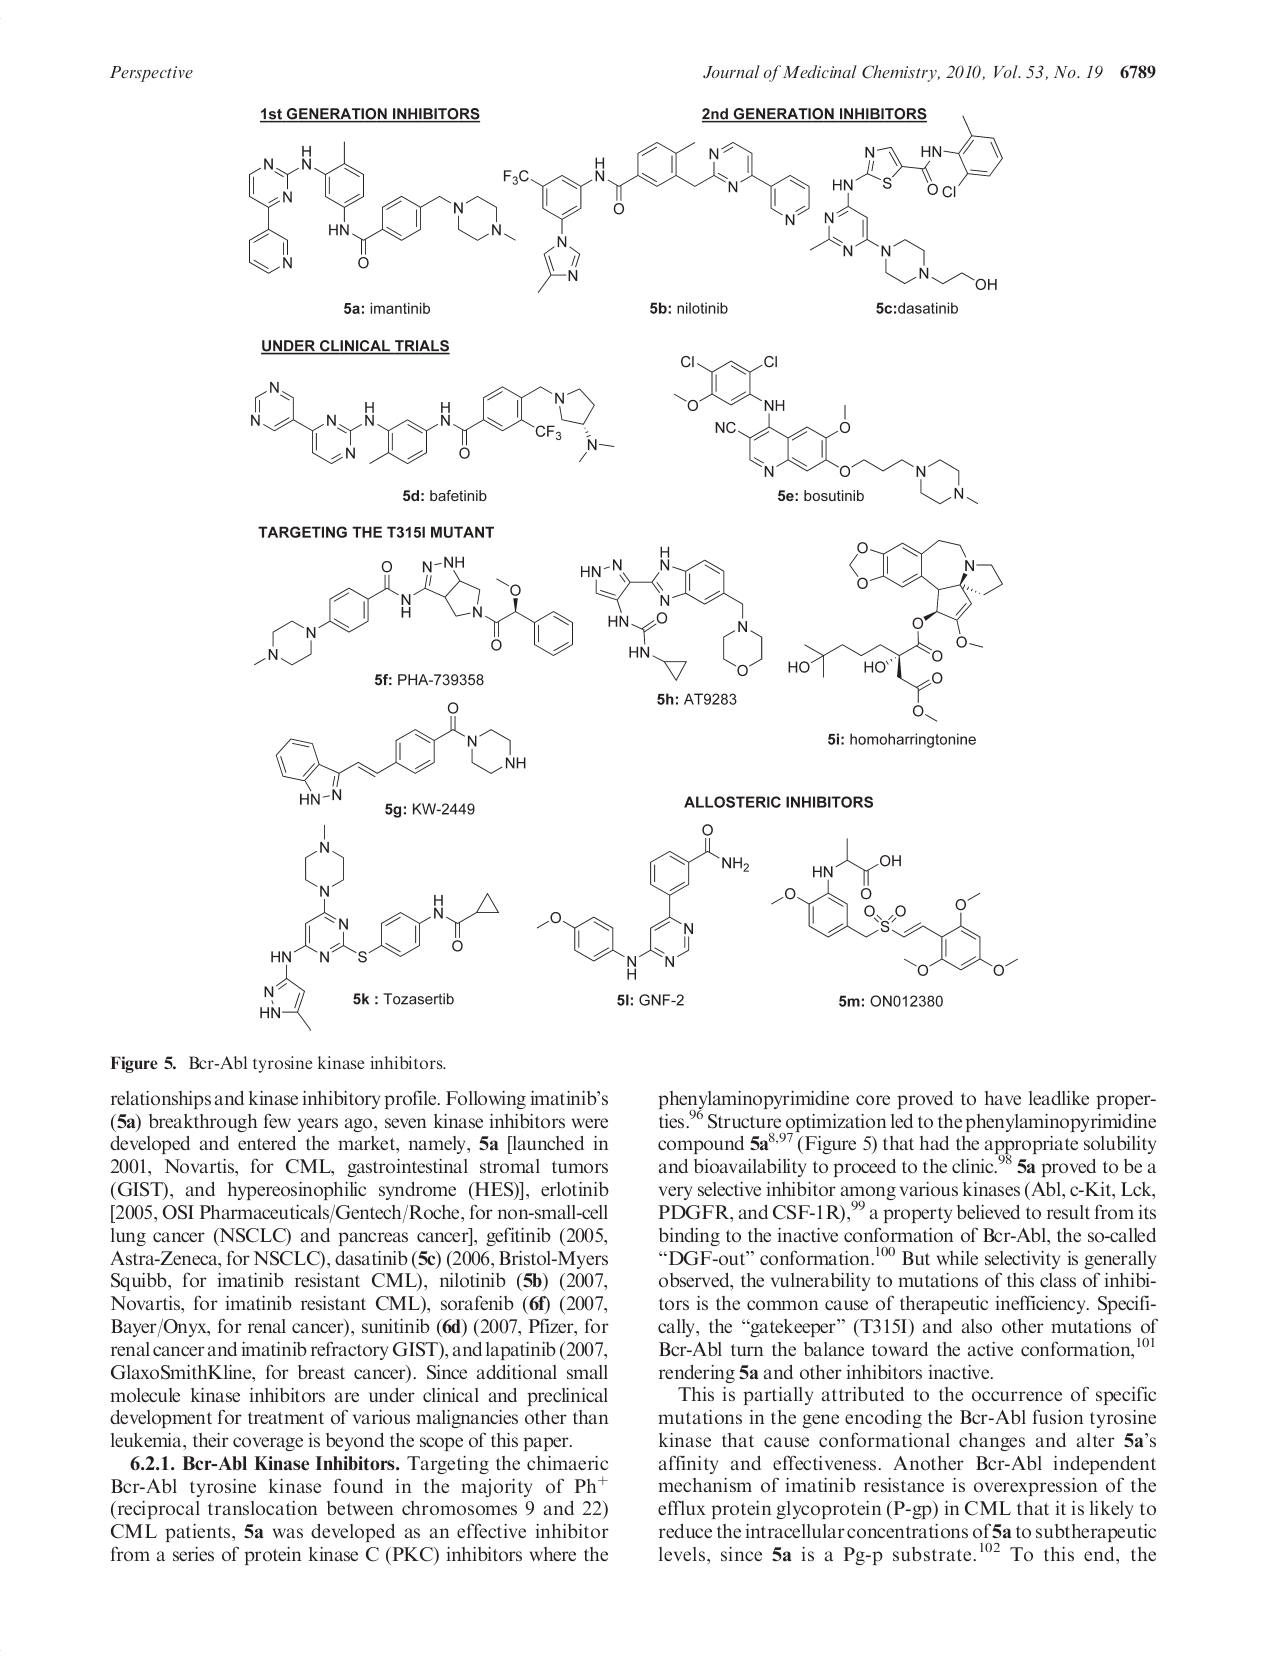 Perspective
Journal of Medicinal Chemistry, 2010, Vol. 53, No. 19 6789
1st GENERATION INHIBITORS
2nd GENERATION INHIBITORS
5a: imantinib
5b: nilotinib
5c:dasatinib
UNDER CLINICAL TRIALS
5d: bafetinib
5e: bosutinib
TARGETING THE T315I MUTANT
5f: PHA-739358
5h: AT9283
5i: homoharringtonine
5g: KW-2449
ALLOSTERIC INHIBITORS
5k : Tozasertib
5l: GNF-2
5m: ON012380
Figure 5. Bcr-Abl tyrosine kinase inhibitors.
relationships and kinase inhibitory profile. Following imatinib’s
(5a) breakthrough few years ago, seven kinase inhibitors were
developed and entered the market, namely, 5a [launched in
2001, Novartis, for CML, gastrointestinal stromal tumors
(GIST), and hypereosinophilic syndrome (HES)], erlotinib
[2005, OSI Pharmaceuticals/Gentech/Roche, for non-small-cell
lung cancer (NSCLC) and pancreas cancer], gefitinib (2005,
Astra-Zeneca, for NSCLC), dasatinib (5c) (2006, Bristol-Myers
Squibb, for imatinib resistant CML), nilotinib (5b) (2007,
Novartis, for imatinib resistant CML), sorafenib (6f) (2007,
Bayer/Onyx, for renal cancer), sunitinib (6d) (2007, Pfizer, for
renal cancer and imatinib refractory GIST), and lapatinib (2007,
GlaxoSmithKline, for breast cancer). Since additional small
molecule kinase inhibitors are under clinical and preclinical
development for treatment of various malignancies other than
leukemia, their coverage is beyond the scope of this paper.
6.2.1. Bcr-Abl Kinase Inhibitors. Targeting the chimaeric
Bcr-Abl tyrosine kinase found in the majority of Ph+
(reciprocal translocation between chromosomes 9 and 22)
CML patients, 5a was developed as an effective inhibitor
from a series of protein kinase C (PKC) inhibitors where the
phenylaminopyrimidine core proved to have leadlike proper-
ties.96 Structure optimization led to the phenylaminopyrimidine
compound 5a8,97 (Figure 5) that had the appropriate solubility
and bioavailability to proceed to the clinic.98 5a proved to be a
very selective inhibitor among various kinases (Abl, c-Kit, Lck,
PDGFR, and CSF-1R),99 a property believed to result from its
binding to the inactive conformation of Bcr-Abl, the so-called
“DGF-out” conformation.100 But while selectivity is generally
observed, the vulnerability to mutations of this class of inhibi-
tors is the common cause of therapeutic inefficiency. Specifi-
cally, the “gatekeeper” (T315I) and also other mutations of
Bcr-Abl turn the balance toward the active conformation,101
rendering 5a and other inhibitors inactive.
This is partially attributed to the occurrence of specific
mutations in the gene encoding the Bcr-Abl fusion tyrosine
kinase that cause conformational changes and alter 5a’s
affinity and effectiveness. Another Bcr-Abl independent
mechanism of imatinib resistance is overexpression of the
efflux protein glycoprotein (P-gp) in CML that it is likely to
reduce the intracellular concentrations of 5a to subtherapeutic
levels, since 5a is a Pg-p substrate.102 To this end, the